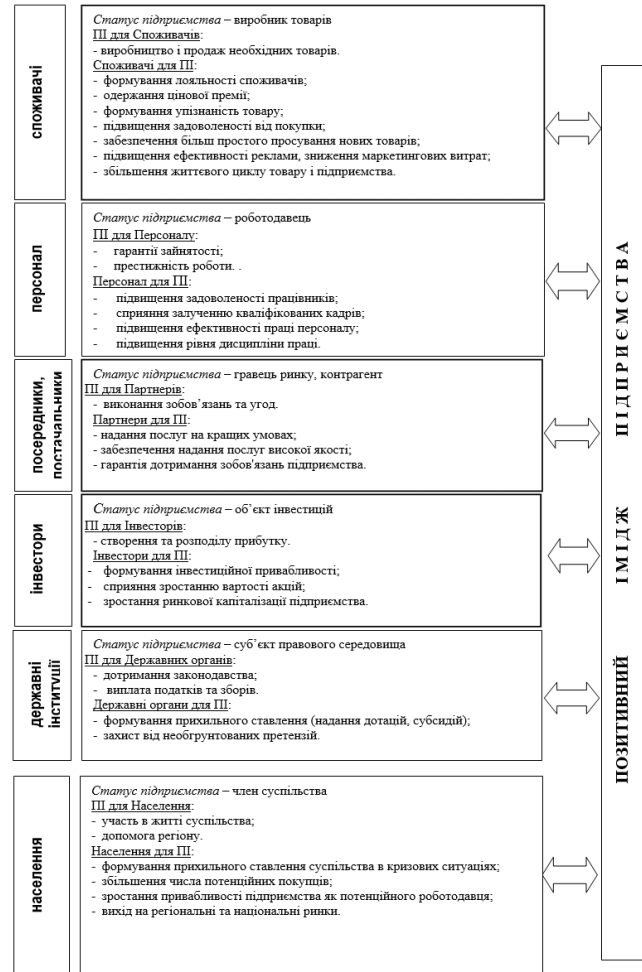 споживачі
Статус підприємства – виробник товарів
ПІ для Споживачів:
- виробництво і продаж необхідних товарів.
Споживачі для ПІ:
- формування лояльності споживачів;
- одержання цінової премії;
- формування упізнаність товару;
- підвищення задоволеності від покупки;
- забезпечення більш простого просування нових товарів;
- підвищення ефективності реклами, зниження маркетингових витрат;
- збільшення життєвого циклу товару і підприємства.
персонал
Статус підприємства – роботодавець
ПІ для Персоналу:
- гарантії зайнятості;
- престижність роботи. .
Персонал для ПІ:
- підвищення задоволеності працівників;
- сприяння залученню кваліфікованих кадрів;
- підвищення ефективності праці персоналу;
- підвищення рівня дисципліни праці.
посередники,
постачальники
Статус підприємства – гравець ринку, контрагент
ПІ для Партнерів:
- виконання зобов’язань та угод.
Партнери для ПІ:
- надання послуг на кращих умовах;
- забезпечення надання послуг високої якості;
- гарантія дотримання зобов'язань підприємства.
інвестори
Статус підприємства – об’єкт інвестицій
ПІ для Інвесторів:
- створення та розподілу прибутку.
Інвестори для ПІ:
- формування інвестиційної привабливості;
- сприяння зростанню вартості акцій;
- зростання ринкової капіталізації підприємства.
державні
інституції
Статус підприємства – суб’єкт правового середовища
ПІ для Державних органів:
- дотримання законодавства;
- виплата податків та зборів.
Державні органи для ПІ:
- формування прихильного ставлення (надання дотацій, субсидій);
- захист від необгрунтованих претензій.
населення
Статус підприємства – член суспільства
ПІ для Населення:
- участь в житті суспільства;
- допомога регіону.
Населення для ПІ:
- формування прихильного ставлення суспільства в кризових ситуаціях;
- збільшення числа потенційних покупців;
- зростання привабливості підприємства як потенційного роботодавця;
- вихід на регіональні та національні ринки.
ПОЗИТИВНИЙ ІМІДЖ ПІДПРИЄМСТВА